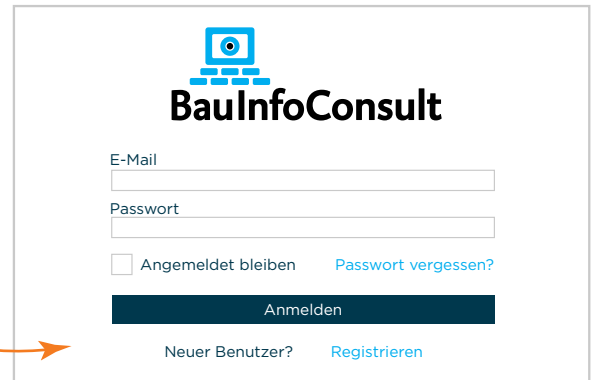 BauInfoConsult
E-Mail
Passwort
Angemeldet bleiben Passwort vergessen?
Anmelden
Neuer Benutzer? Registrieren